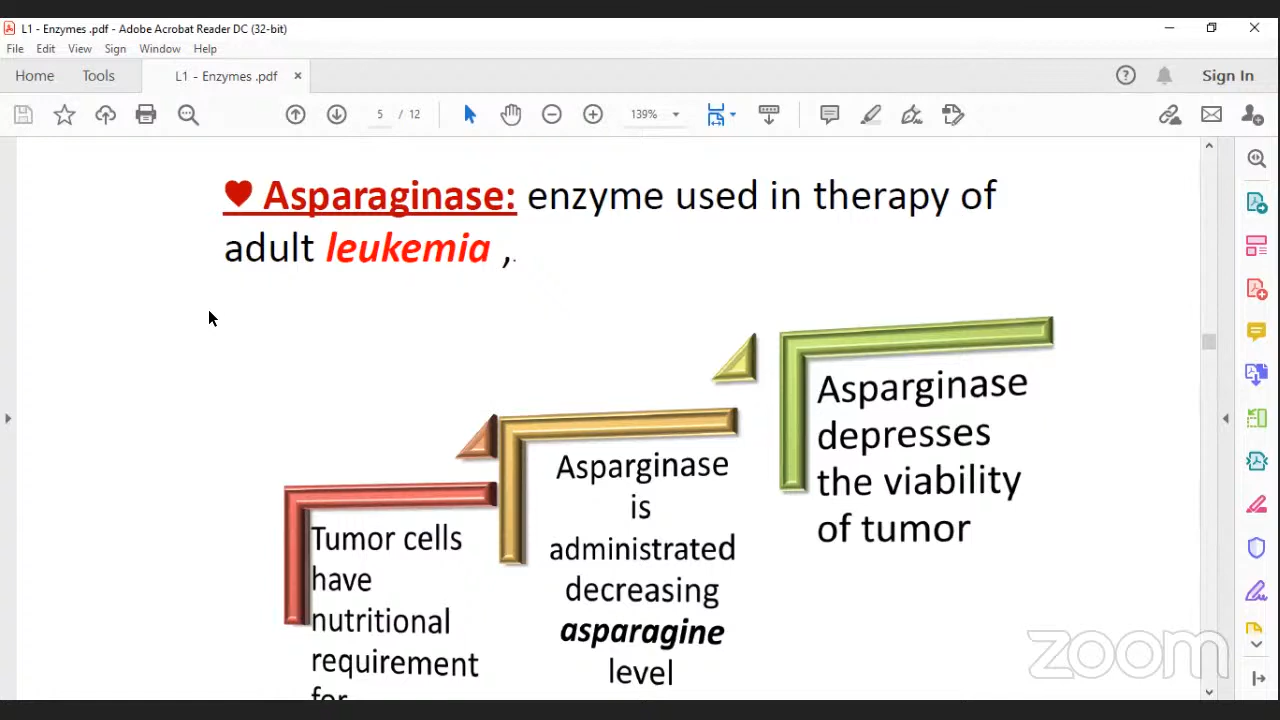 L1 - Enzymes .pdf - Adobe Acrobat Reader DC (32-bit)
File Edit View Sign Window Help
Home Tools L1 - Enzymes .pdf × Sign In
5 / 12 139%
♥ Asparaginase: enzyme used in therapy of
adult leukemia ,.
Tumor cells
have
nutritional
requirement
for
Asparginase
is
administrated
decreasing
asparagine
level
Asparginase
depresses
the viability
of tumor
zoom